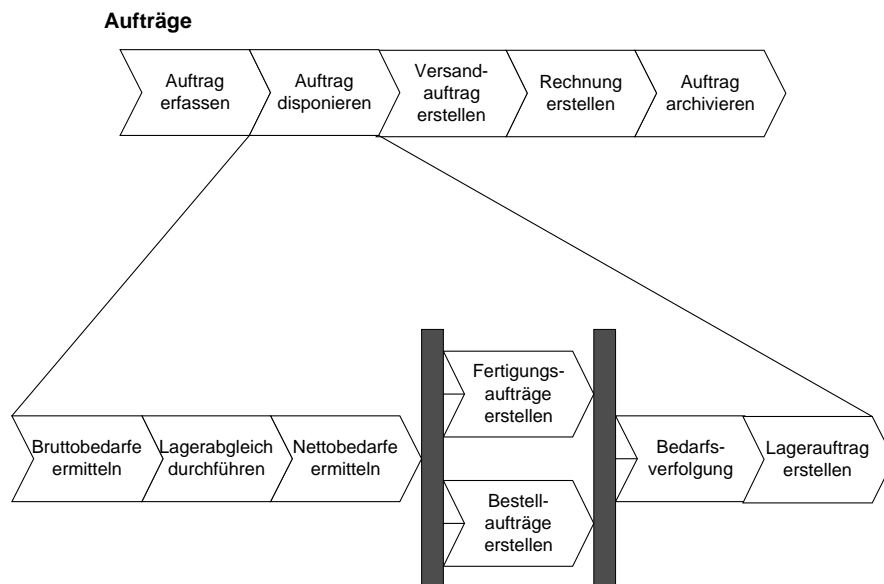 Aufträge
Auftrag
erfassen
Auftrag
disponieren
Versand-
auftrag
erstellen
Rechnung
erstellen
Auftrag
archivieren
Bruttobedarfe
ermitteln
Lagerabgleich
durchführen
Nettobedarfe
ermitteln
Fertigungs-
aufträge
erstellen
Bestell-
aufträge
erstellen
Bedarfs-
verfolgung
Lagerauftrag
erstellen